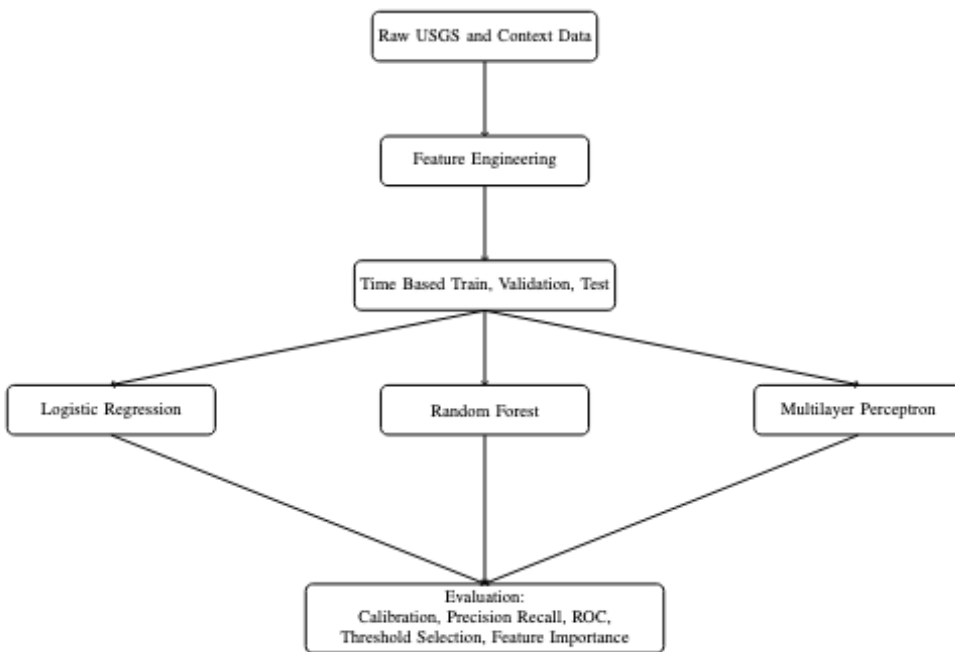 Raw USGS and Context Data
Feature Engineering
Time Based Train, Validation, Test
Logistic Regression
Random Forest
Multilayer Perceptron
Evaluation:
Calibration, Precision Recall, ROC,
Threshold Selection, Feature Importance